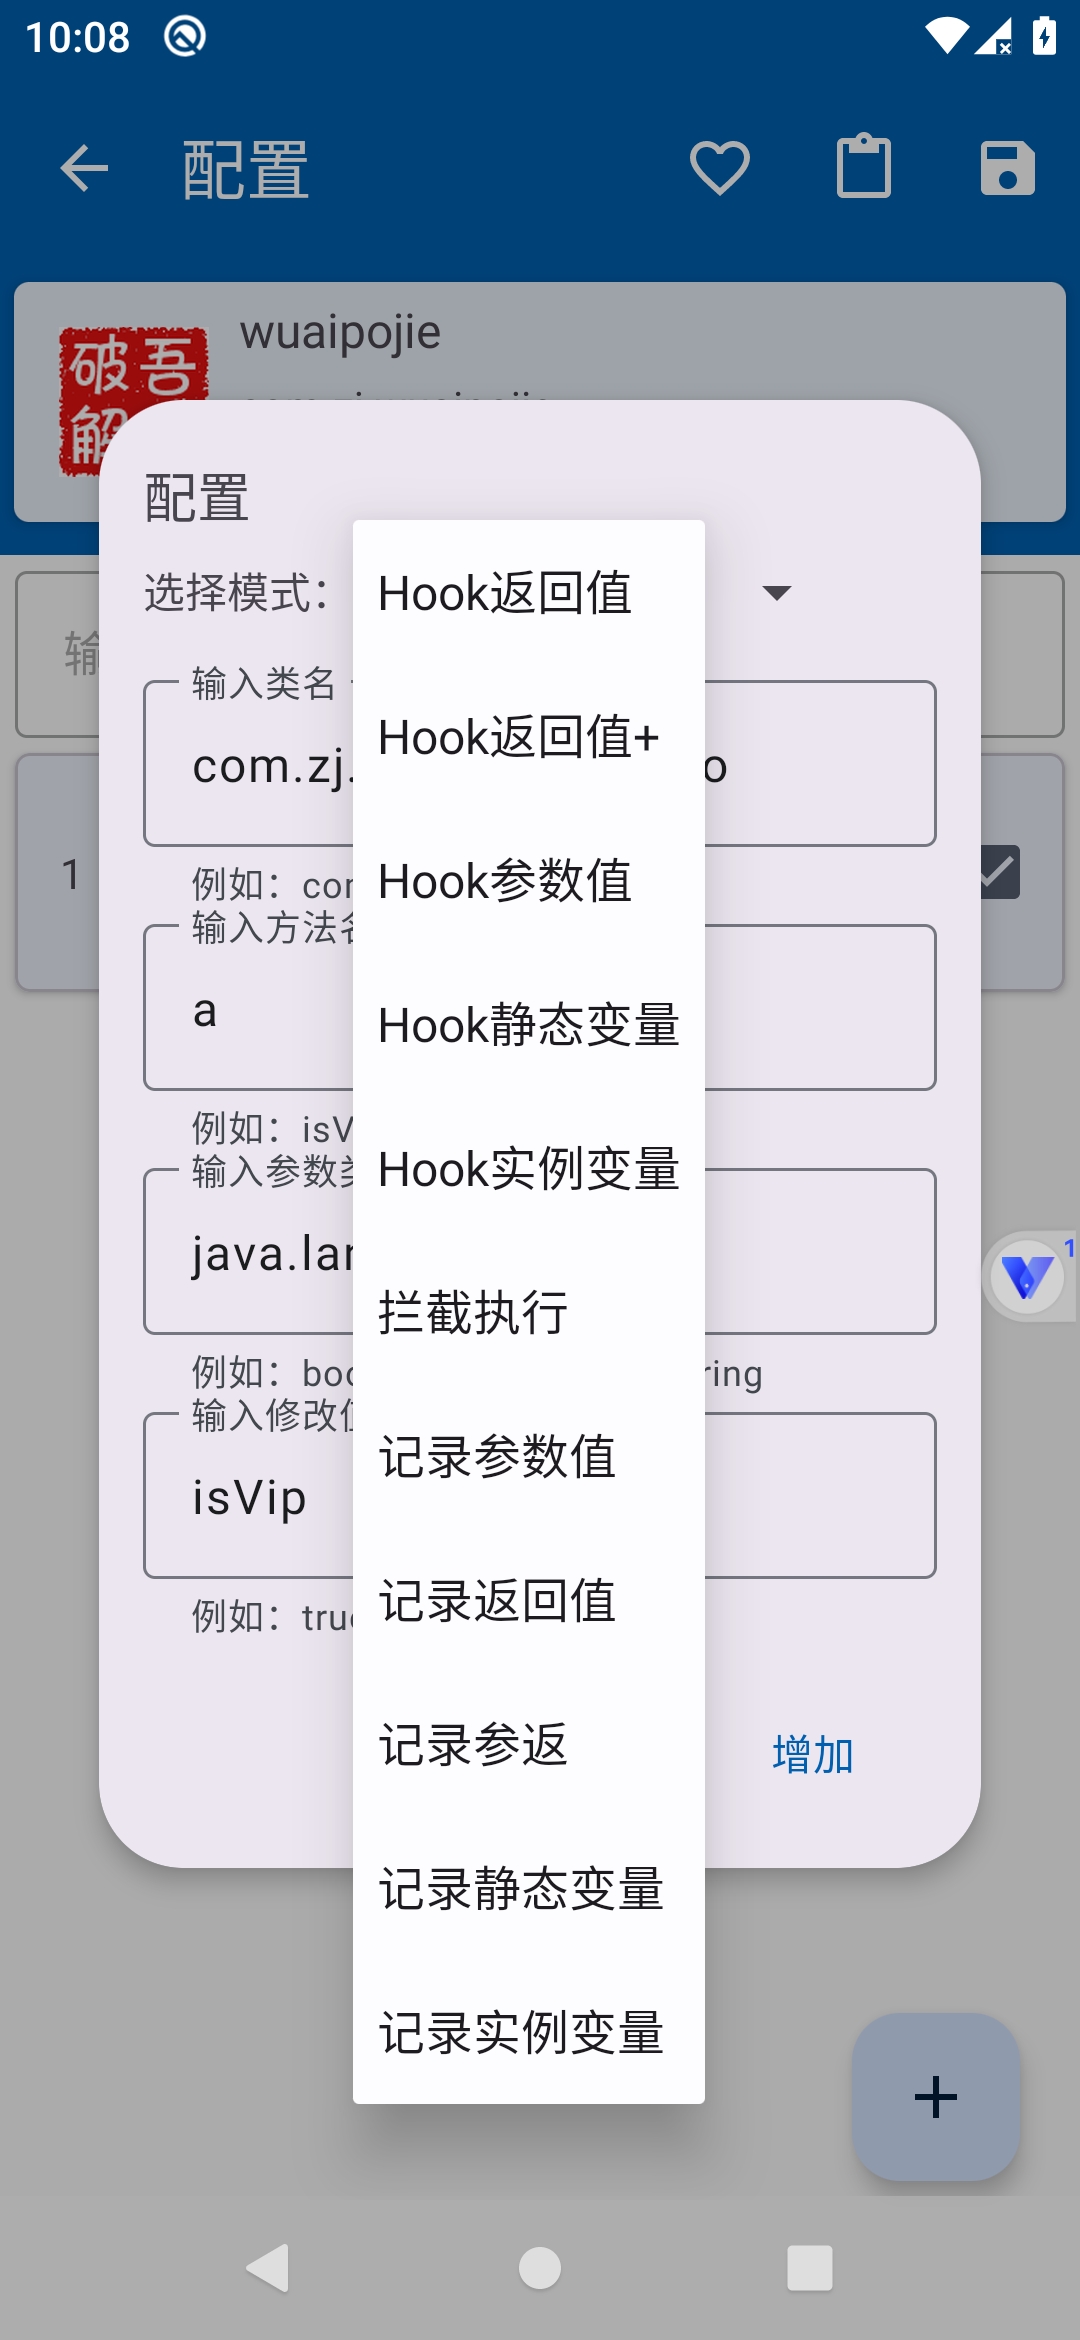 10:08
配置
wuaipojie
破吾
解
配置
选择模式：
Hook返回值
输入类名
Hook返回值+
com.zj.
o
1
Hook参数值
例如：
输入方法
Hook静态变量
a
例如：isV
输入参数
Hook实例变量
java.lan
拦截执行
例如：boo
ring
输入修改
记录参数值
isVip
记录返回值
例如：true
记录参返
增加
记录静态变量
记录实例变量
1